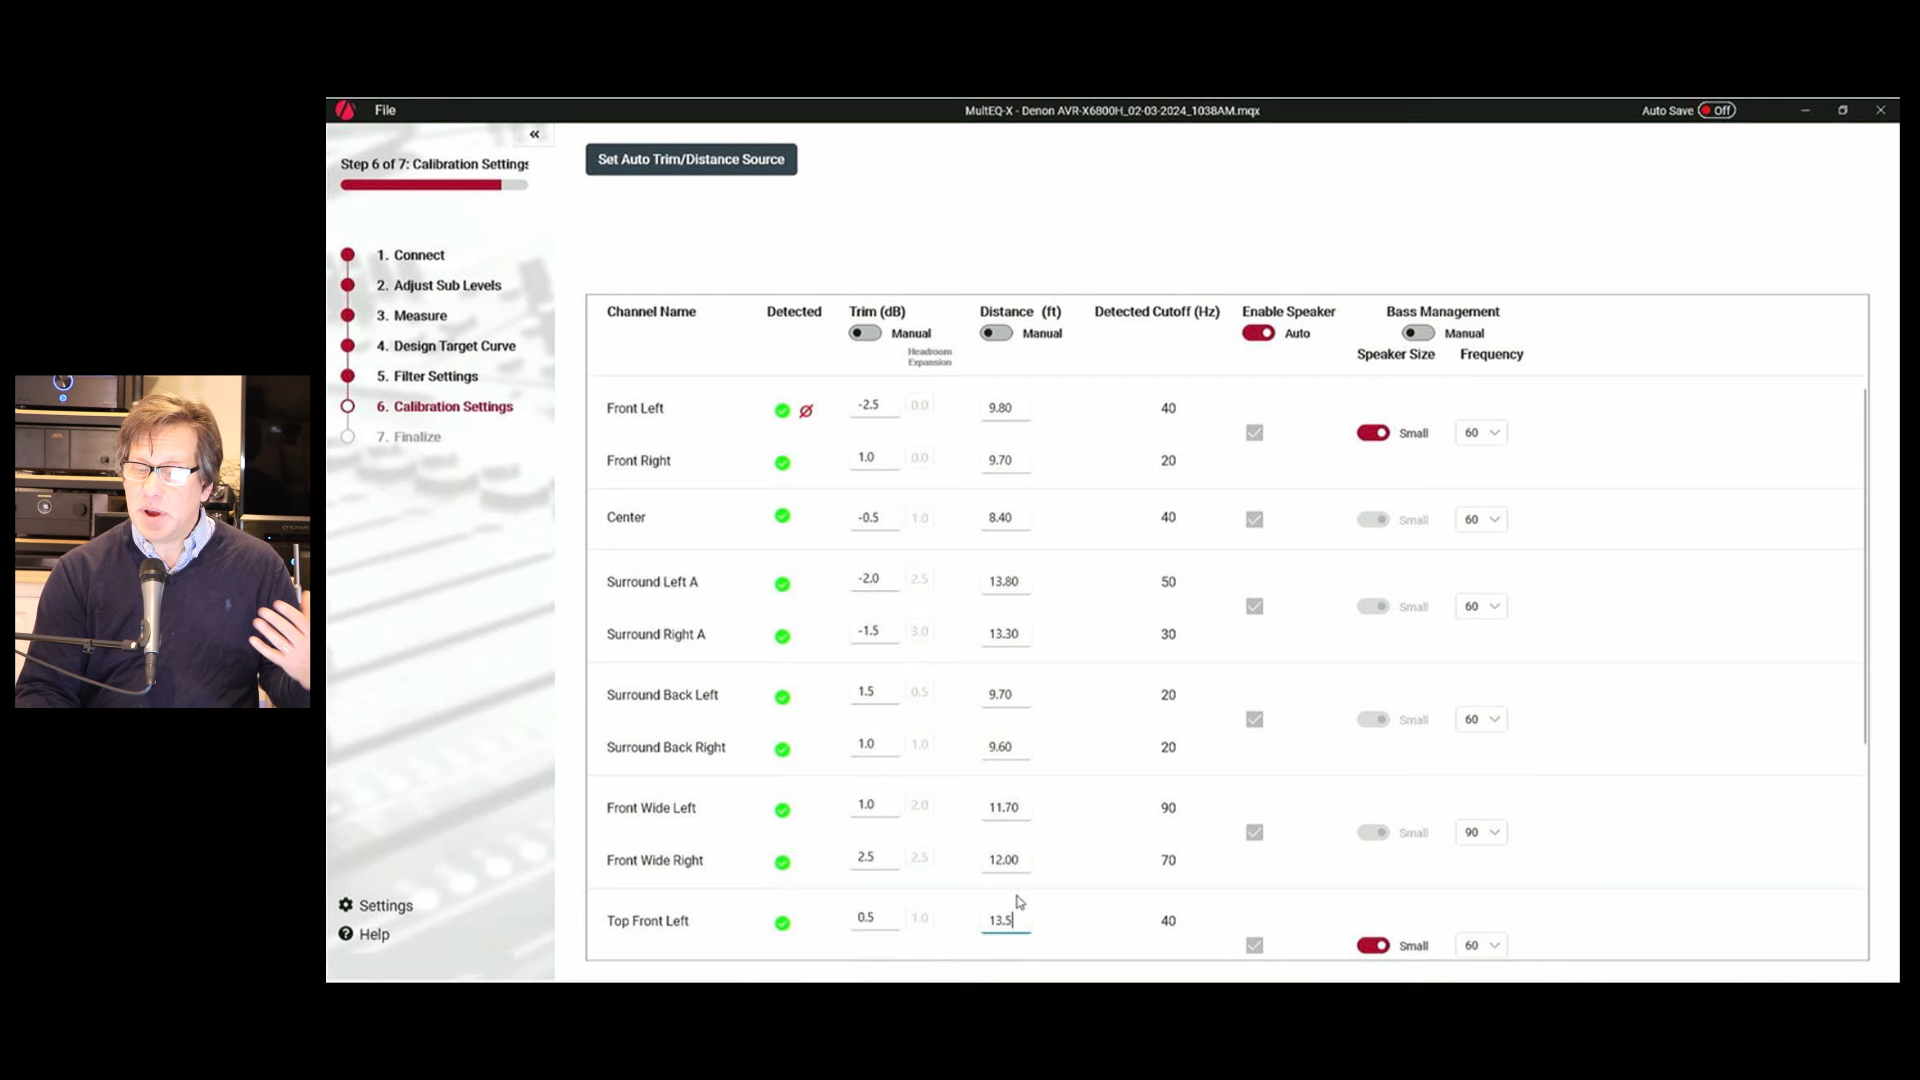 File
MultEQ-X - Denon AVR-X6800H_02-03-2024_1038AM.mqx
Auto Save Off
«
Step 6 of 7: Calibration Settings
1. Connect
2. Adjust Sub Levels
3. Measure
4. Design Target Curve
5. Filter Settings
6. Calibration Settings
7. Finalize
Settings
Help
Set Auto Trim/Distance Source
Channel Name Detected Trim (dB) Distance (ft) Detected Cutoff (Hz) Enable Speaker Bass Management
Manual Manual Auto Manual
Headroom
Expansion
Speaker Size Frequency
Front Left -2.5 0.0 9.80 40
Small 60
Front Right 1.0 0.0 9.70 20
Center -0.5 1.0 8.40 40 Small 60
Surround Left A -2.0 2.5 13.80 50
Small 60
Surround Right A -1.5 3.0 13.30 30
Surround Back Left 1.5 0.5 9.70 20
Small 60
Surround Back Right 1.0 1.0 9.60 20
Front Wide Left 1.0 2.0 11.70 90
Small 90
Front Wide Right 2.5 2.5 12.00 70
Top Front Left 0.5 1.0 13.5 40
Small 60